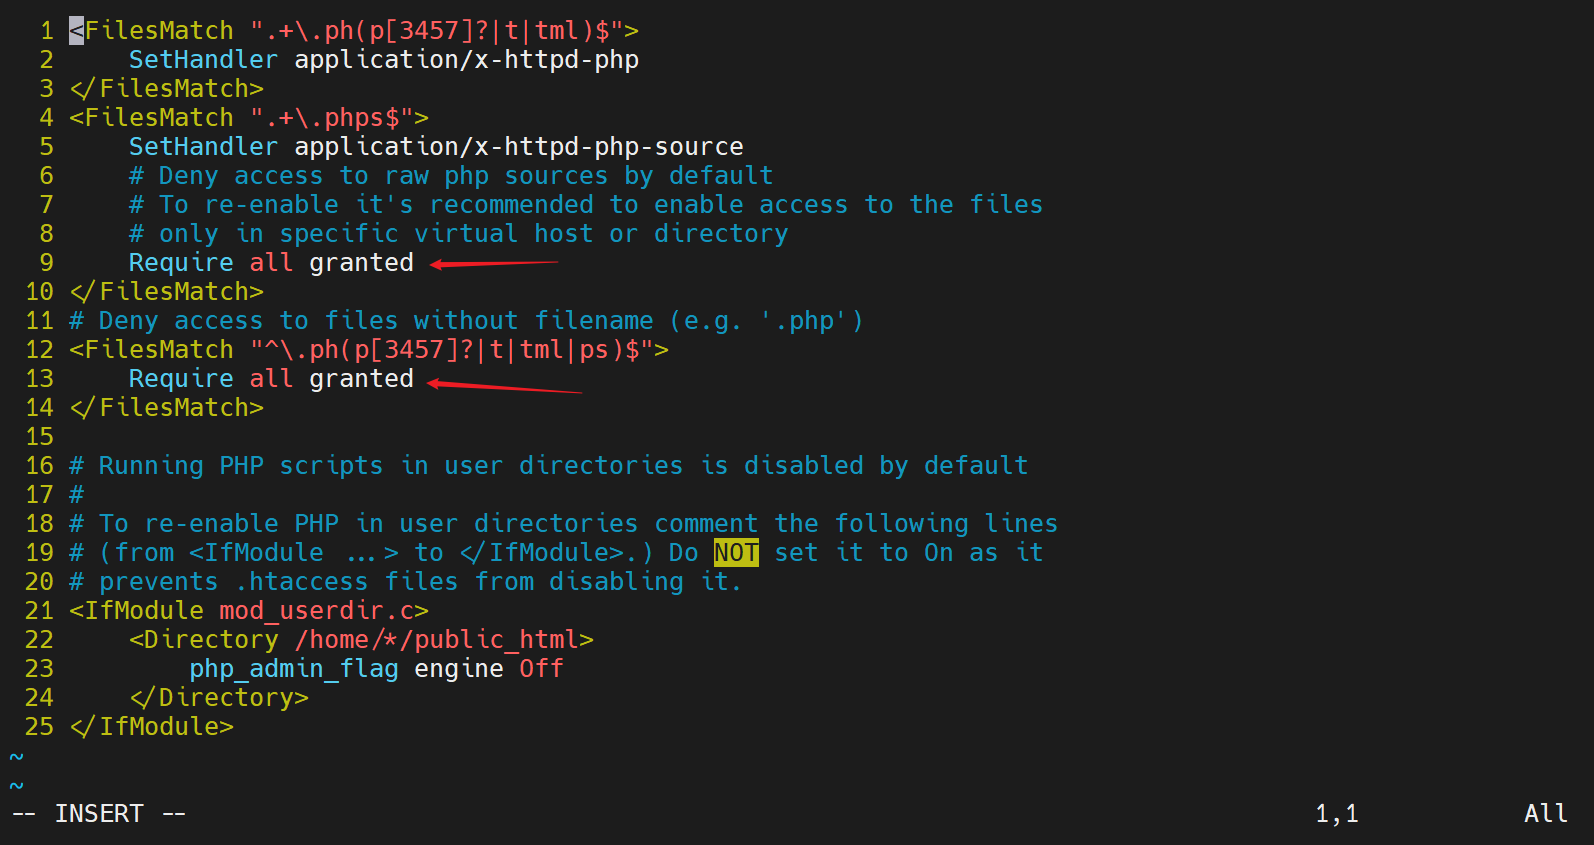 1 <FilesMatch ".+\.ph(p[3457]?|t|tml)$">
2     SetHandler application/x-httpd-php
3 </FilesMatch>
4 <FilesMatch ".+\.phps$">
5     SetHandler application/x-httpd-php-source
6     # Deny access to raw php sources by default
7     # To re-enable it's recommended to enable access to the files
8     # only in specific virtual host or directory
9     Require all granted
10 </FilesMatch>
11 # Deny access to files without filename (e.g. '.php')
12 <FilesMatch "^\.ph(p[3457]?|t|tml|ps)$">
13     Require all granted
14 </FilesMatch>
15
16 # Running PHP scripts in user directories is disabled by default
17 #
18 # To re-enable PHP in user directories comment the following lines
19 # (from <IfModule ...> to </IfModule>.) Do NOT set it to On as it
20 # prevents .htaccess files from disabling it.
21 <IfModule mod_userdir.c>
22     <Directory /home/*/public_html>
23         php_admin_flag engine Off
24     </Directory>
25 </IfModule>
~
~
-- INSERT -- 1,1 All